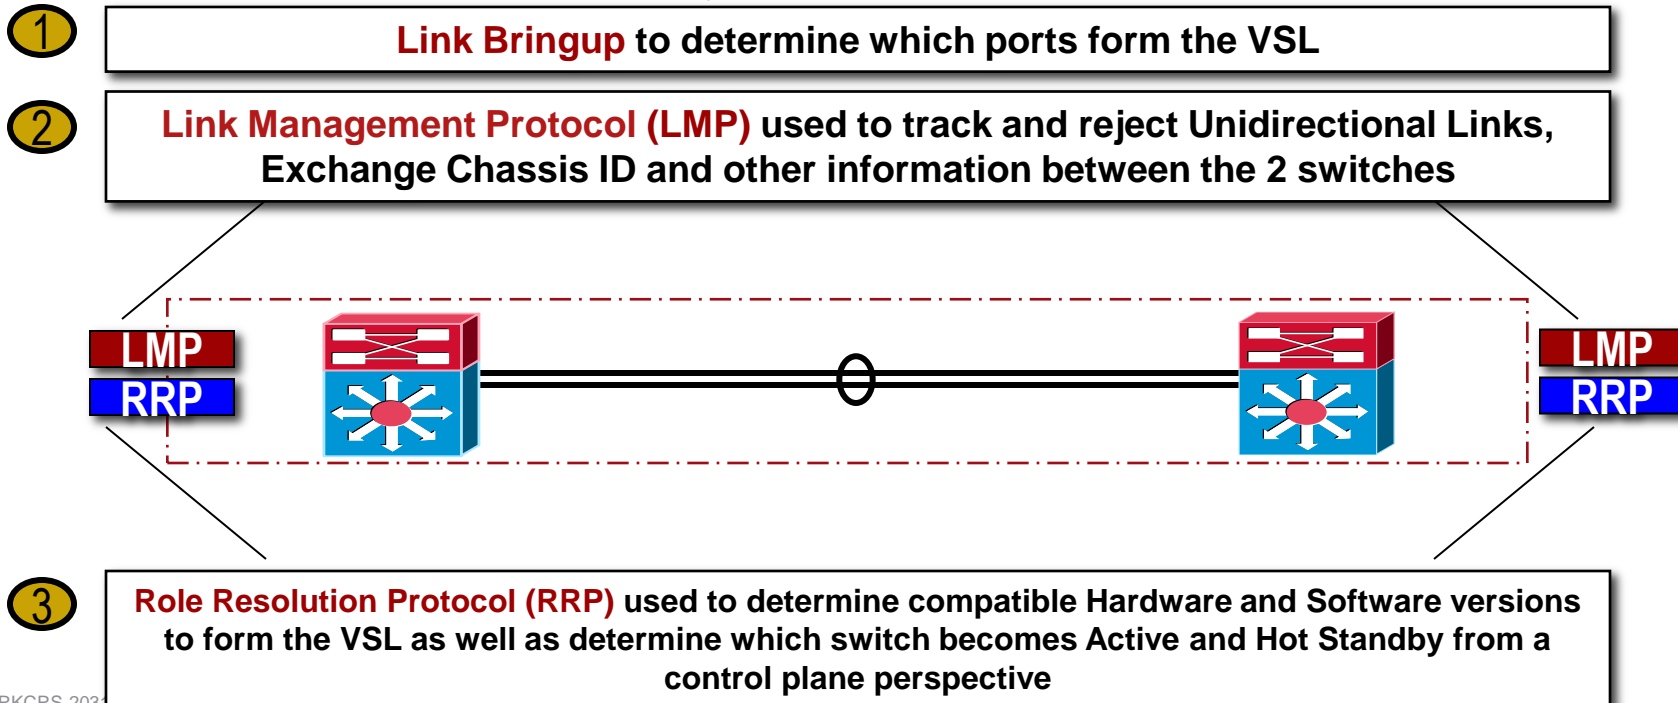 1
Link Bringup to determine which ports form the VSL
2
Link Management Protocol (LMP) used to track and reject Unidirectional Links,
Exchange Chassis ID and other information between the 2 switches
LMP
RRP
LMP
RRP
3
Role Resolution Protocol (RRP) used to determine compatible Hardware and Software versions
to form the VSL as well as determine which switch becomes Active and Hot Standby from a
control plane perspective